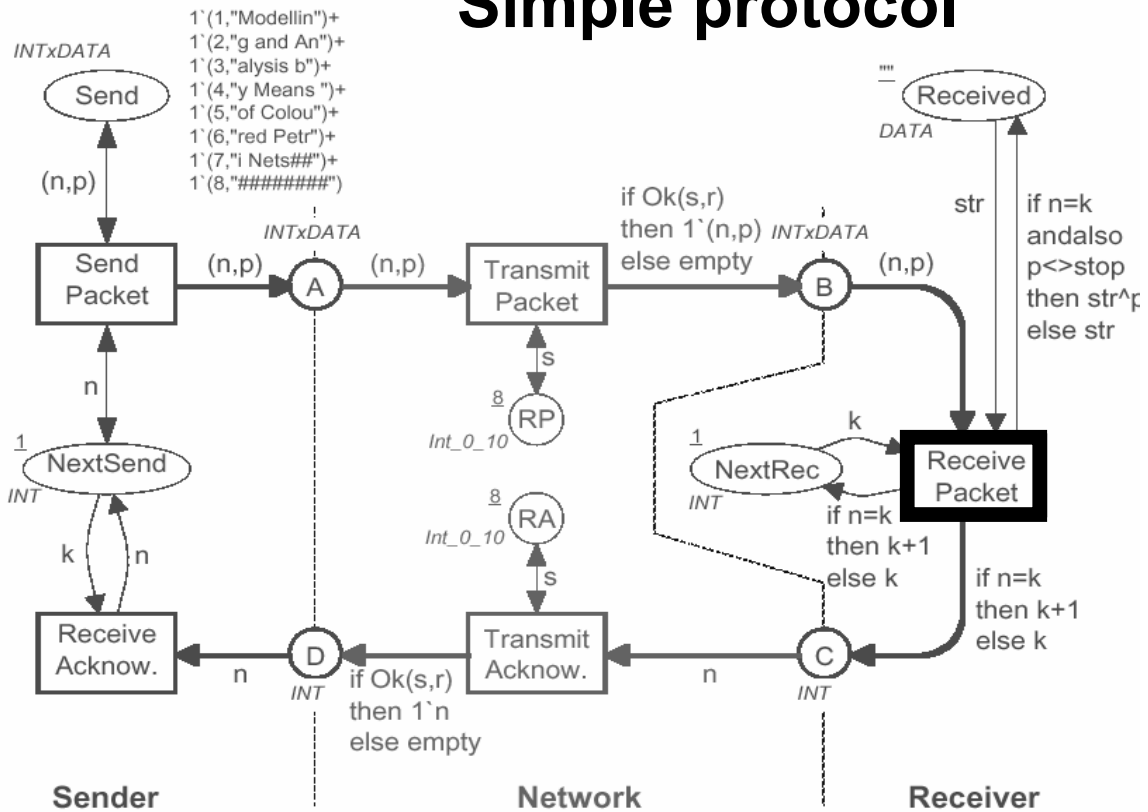 Simple protocol
INTxDATA
Send
1`(1,"Modellin")+
1`(2,"g and An")+
1`(3,"alysis b")+
1`(4,"y Means ")+
1`(5,"of Colou")+
1`(6,"red Petr")+
1`(7,"i Nets##")+
1`(8,"########")
""
Received
DATA
(n,p)
str
if n=k
andalso
p<>stop
then str^p
else str
Send
Packet
(n,p)
INTxDATA
A
(n,p)
Transmit
Packet
if Ok(s,r)
then 1`(n,p)
else empty
INTxDATA
B
(n,p)
n
s
8
RP
Int_0_10
1
NextSend
INT
8
RA
Int_0_10
s
1
NextRec
INT
k
Receive
Packet
if n=k
then k+1
else k
if n=k
then k+1
else k
k
n
Receive
Acknow.
n
D
INT
if Ok(s,r)
then 1`n
else empty
Transmit
Acknow.
n
C
INT
Sender
Network
Receiver